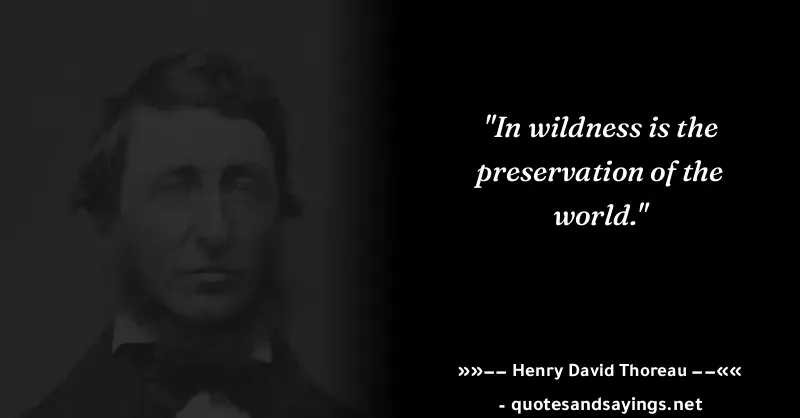 "In wildness is the
preservation of the
world."
»»−− Henry David Thoreau −−««
- quotesandsayings.net